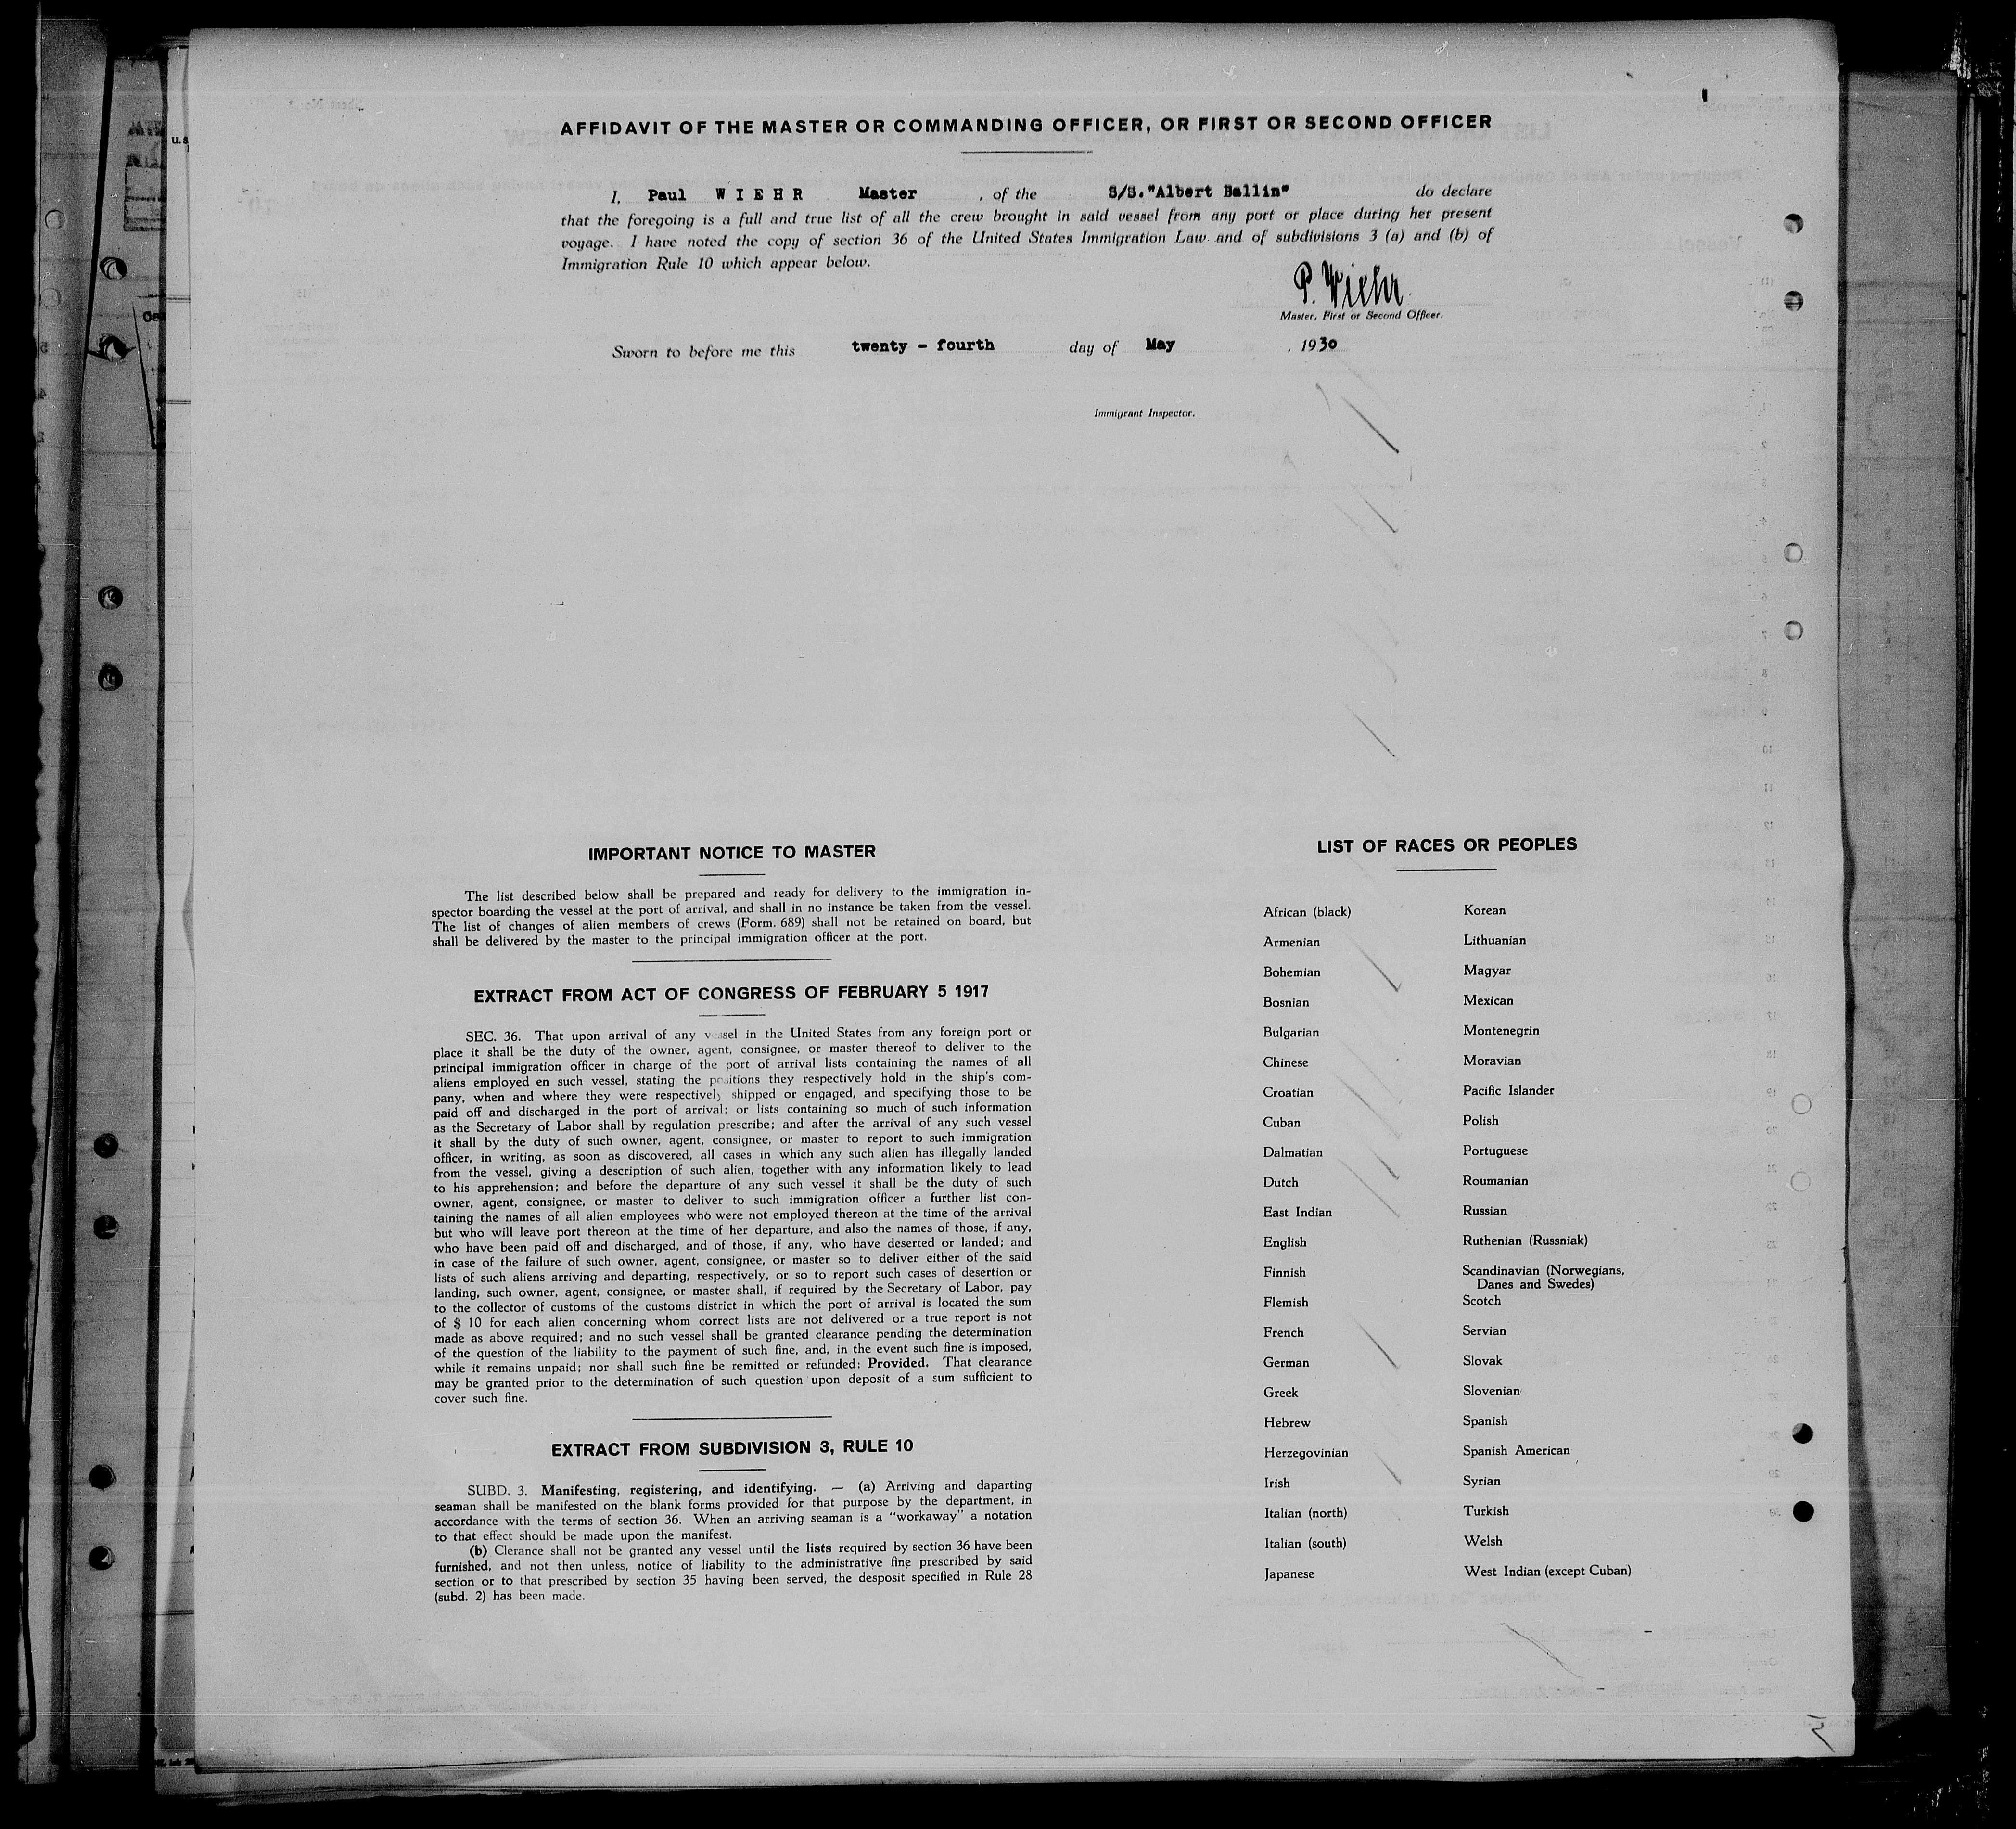 AFFIDAVIT OF THE MASTER OR COMMANDING OFFICER, OR FIRST OR SECOND OFFICER
I, Paul W I E H R Master , of the S/S."Albert Ballin" do declare
that the foregoing is a full and true list of all the crew brought in said vessel from any port or place during her present
voyage. I have noted the copy of section 36 of the United States Immigration Law and of subdivisions 3 (a) and (b) of
Immigration Rule 10 which appear below.
P. Wiehr
Master, First or Second Officer.
Sworn to before me this twenty - fourth day of May , 1930
Immigrant Inspector.
IMPORTANT NOTICE TO MASTER
The list described below shall be prepared and ready for delivery to the immigration in-
spector boarding the vessel at the port of arrival, and shall in no instance be taken from the vessel.
The list of changes of alien members of crews (Form. 689) shall not be retained on board, but
shall be delivered by the master to the principal immigration officer at the port.
EXTRACT FROM ACT OF CONGRESS OF FEBRUARY 5 1917
SEC. 36. That upon arrival of any vessel in the United States from any foreign port or
place it shall be the duty of the owner, agent, consignee, or master thereof to deliver to the
principal immigration officer in charge of the port of arrival lists containing the names of all
aliens employed en such vessel, stating the positions they respectively hold in the ship's com-
pany, when and where they were respectively shipped or engaged, and specifying those to be
paid off and discharged in the port of arrival; or lists containing so much of such information
as the Secretary of Labor shall by regulation prescribe; and after the arrival of any such vessel
it shall by the duty of such owner, agent, consignee, or master to report to such immigration
officer, in writing, as soon as discovered, all cases in which any such alien has illegally landed
from the vessel, giving a description of such alien, together with any information likely to lead
to his apprehension; and before the departure of any such vessel it shall be the duty of such
owner, agent, consignee, or master to deliver to such immigration officer a further list con-
taining the names of all alien employees who were not employed thereon at the time of the arrival
but who will leave port thereon at the time of her departure, and also the names of those, if any,
who have been paid off and discharged, and of those, if any, who have deserted or landed; and
in case of the failure of such owner, agent, consignee, or master so to deliver either of the said
lists of such aliens arriving and departing, respectively, or so to report such cases of desertion or
landing, such owner, agent, consignee, or master shall, if required by the Secretary of Labor, pay
to the collector of customs of the customs district in which the port of arrival is located the sum
of $ 10 for each alien concerning whom correct lists are not delivered or a true report is not
made as above required; and no such vessel shall be granted clearance pending the determination
of the question of the liability to the payment of such fine, and, in the event such fine is imposed,
while it remains unpaid; nor shall such fine be remitted or refunded: Provided. That clearance
may be granted prior to the determination of such question upon deposit of a sum sufficient to
cover such fine.
EXTRACT FROM SUBDIVISION 3, RULE 10
SUBD. 3. Manifesting, registering, and identifying. — (a) Arriving and daparting
seaman shall be manifested on the blank forms provided for that purpose by the department, in
accordance with the terms of section 36. When an arriving seaman is a "workaway" a notation
to that effect should be made upon the manifest.
(b) Clerance shall not be granted any vessel until the lists required by section 36 have been
furnished, and not then unless, notice of liability to the administrative fine prescribed by said
section or to that prescribed by section 35 having been served, the desposit specified in Rule 28
(subd. 2) has been made.
LIST OF RACES OR PEOPLES
African (black)
Armenian
Bohemian
Bosnian
Bulgarian
Chinese
Croatian
Cuban
Dalmatian
Dutch
East Indian
English
Finnish
Flemish
French
German
Greek
Hebrew
Herzegovinian
Irish
Italian (north)
Italian (south)
Japanese
Korean
Lithuanian
Magyar
Mexican
Montenegrin
Moravian
Pacific Islander
Polish
Portuguese
Roumanian
Russian
Ruthenian (Russniak)
Scandinavian (Norwegians,
Danes and Swedes)
Scotch
Servian
Slovak
Slovenian
Spanish
Spanish American
Syrian
Turkish
Welsh
West Indian (except Cuban)